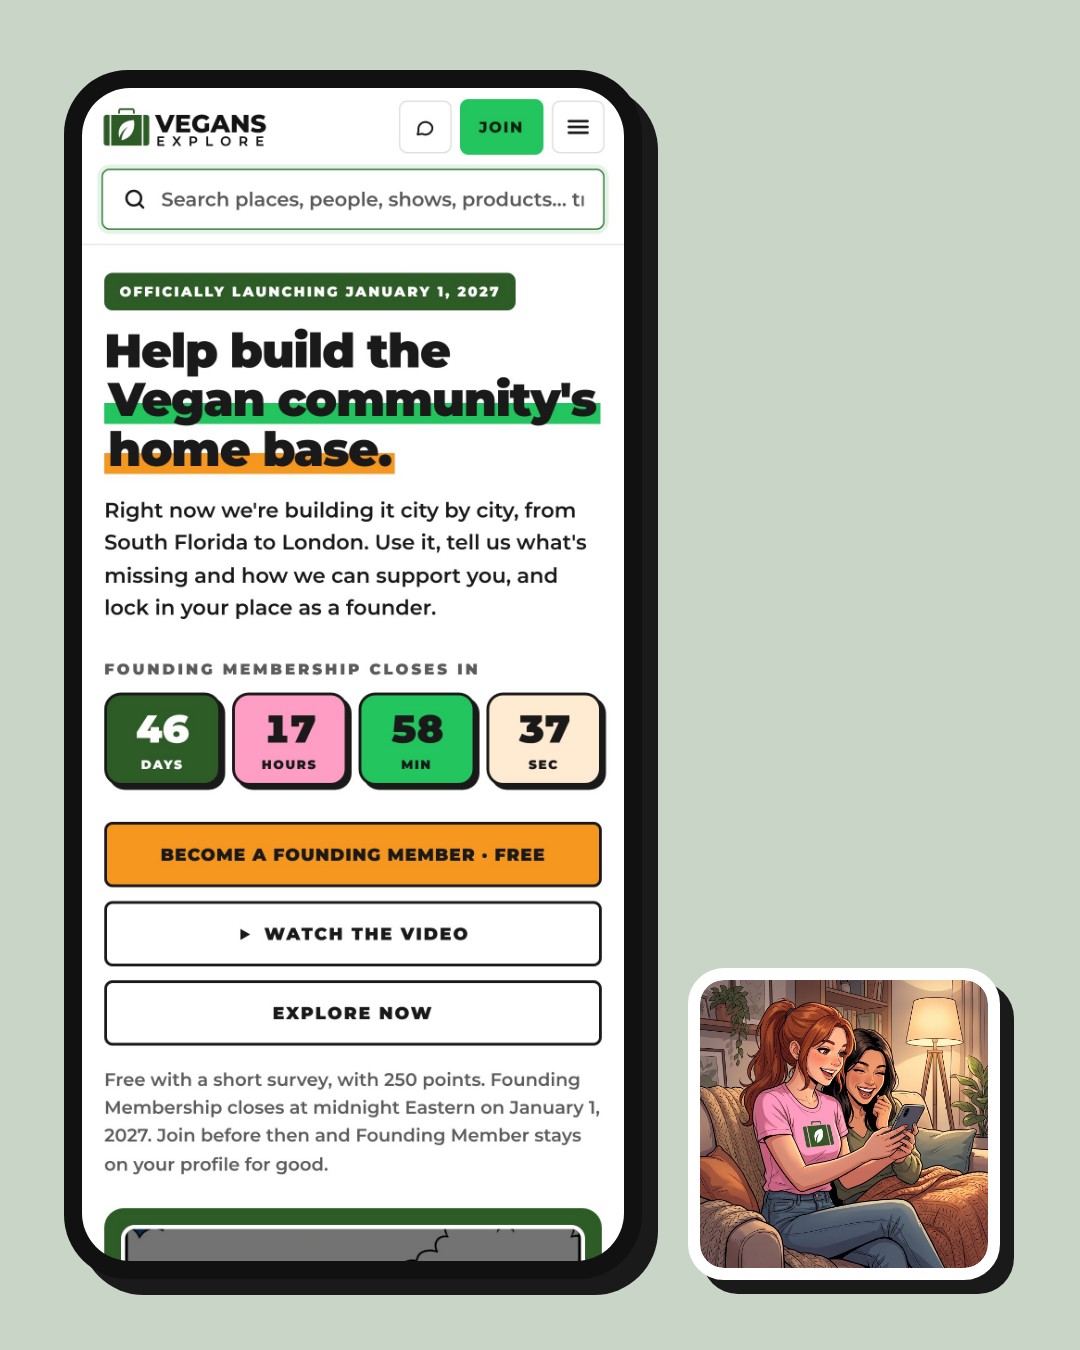 VEGANS
EXPLORE
JOIN
Search places, people, shows, products...
OFFICIALLY LAUNCHING JANUARY 1, 2027
Help build the
Vegan community's
home base.
Right now we're building it city by city, from
South Florida to London. Use it, tell us what's
missing and how we can support you, and
lock in your place as a founder.
FOUNDING MEMBERSHIP CLOSES IN
46 17 58 37
DAYS HOURS MIN SEC
BECOME A FOUNDING MEMBER · FREE
WATCH THE VIDEO
EXPLORE NOW
Free with a short survey, with 250 points. Founding
Membership closes at midnight Eastern on January 1,
2027. Join before then and Founding Member stays
on your profile for good.